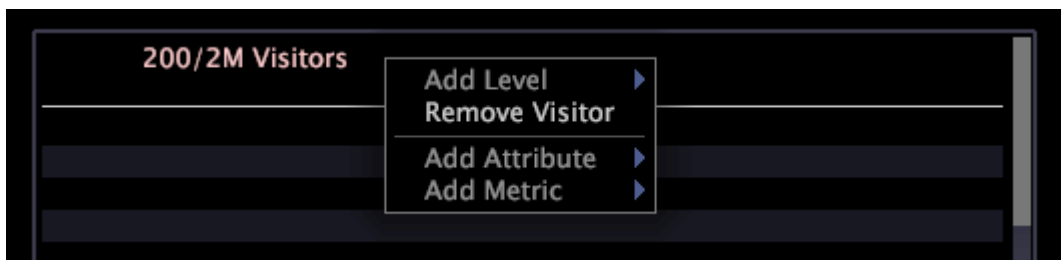 200/2M Visitors
Add Level
Remove Visitor
Add Attribute
Add Metric